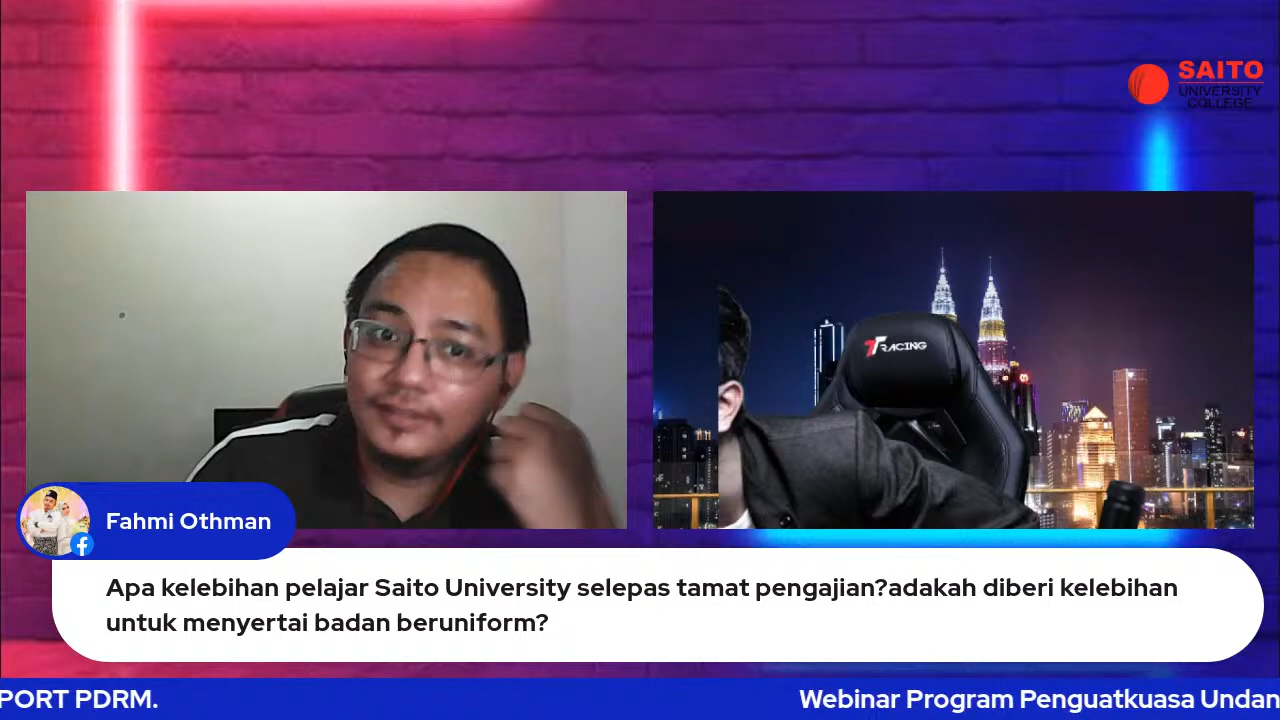 SAITO
UNIVERSITY
COLLEGE
TTRACING
Fahmi Othman
Apa kelebihan pelajar Saito University selepas tamat pengajian?adakah diberi kelebihan
untuk menyertai badan beruniform?
PORT PDRM.
Webinar Program Penguatkuasa Undan